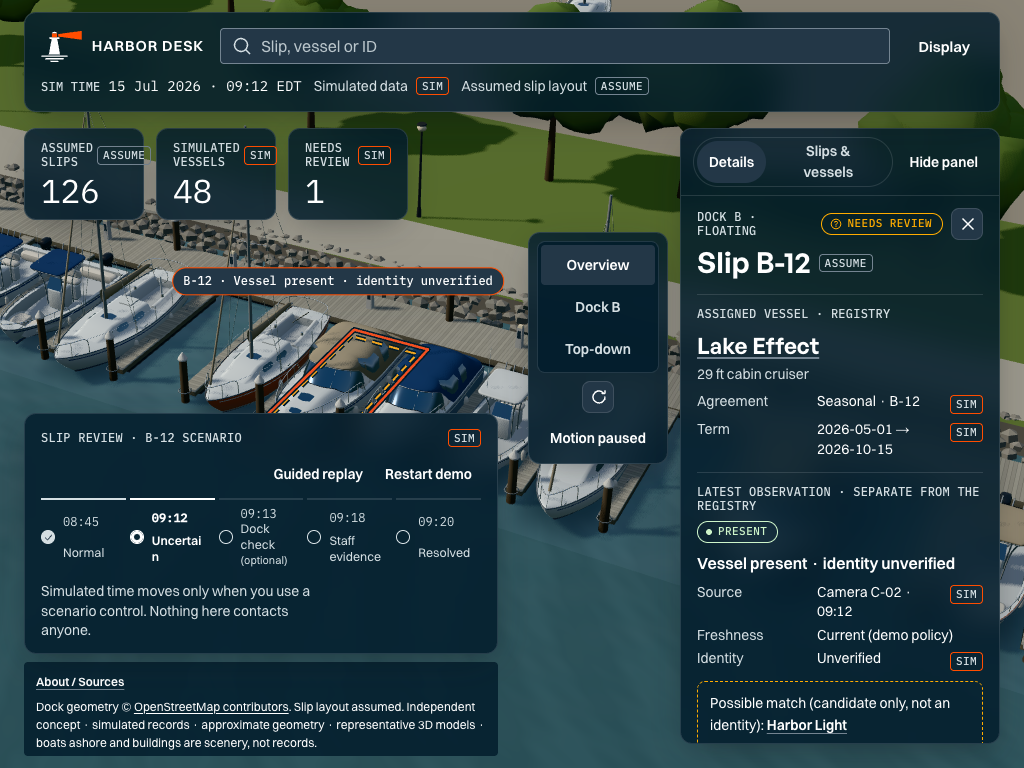 HARBOR DESK
Slip, vessel or ID
Display
SIM TIME 15 Jul 2026 · 09:12 EDT Simulated data SIM Assumed slip layout ASSUME
ASSUMED
SLIPS
ASSUME
126
SIMULATED
VESSELS
SIM
48
NEEDS
REVIEW
SIM
1
B-12 · Vessel present · identity unverified
Overview
Dock B
Top-down
Motion paused
SLIP REVIEW · B-12 SCENARIO
SIM
Guided replay
Restart demo
08:45
Normal
09:12
Uncertai
n
09:13
Dock
check
(optional)
09:18
Staff
evidence
09:20
Resolved
Simulated time moves only when you use a
scenario control. Nothing here contacts
anyone.
About / Sources
Dock geometry © OpenStreetMap contributors. Slip layout assumed. Independent
concept · simulated records · approximate geometry · representative 3D models ·
boats ashore and buildings are scenery, not records.
Details
Slips &
vessels
Hide panel
DOCK B ·
FLOATING
NEEDS REVIEW
Slip B-12 ASSUME
ASSIGNED VESSEL · REGISTRY
Lake Effect
29 ft cabin cruiser
Agreement Seasonal · B-12 SIM
Term 2026-05-01 → SIM
2026-10-15
LATEST OBSERVATION · SEPARATE FROM THE
REGISTRY
PRESENT
Vessel present · identity unverified
Source Camera C-02 · SIM
09:12
Freshness Current (demo policy)
Identity Unverified SIM
Possible match (candidate only, not an
identity): Harbor Light